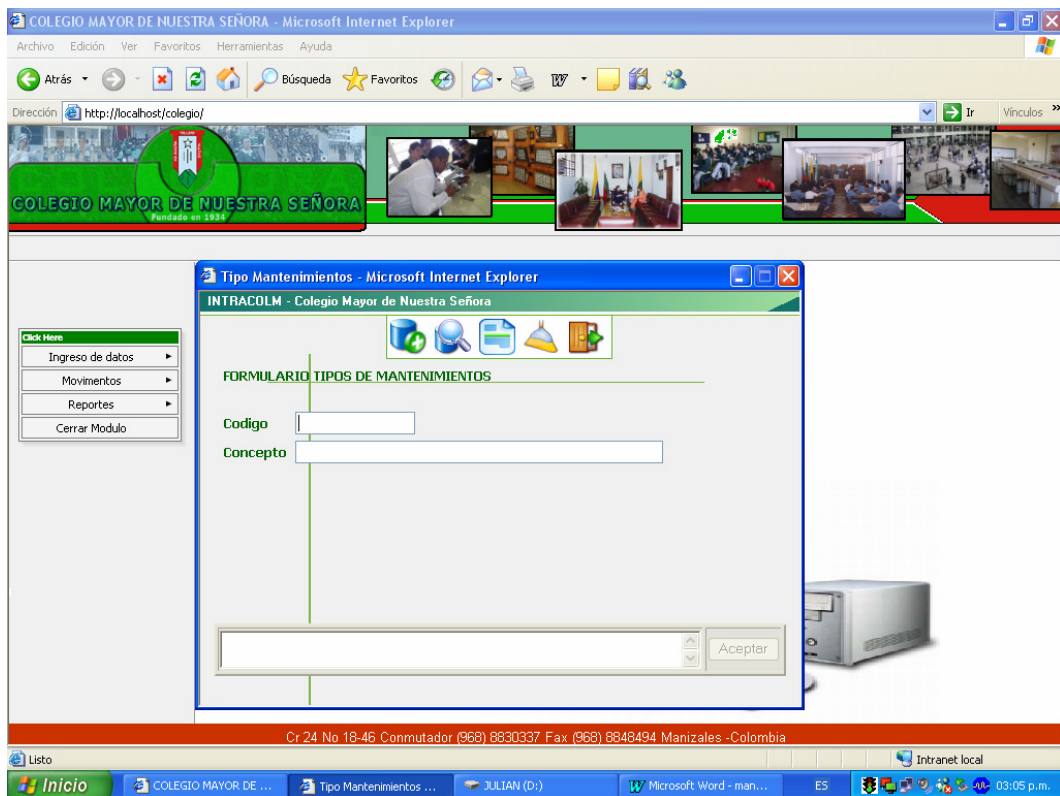 COLEGIO MAYOR DE NUESTRA SEÑORA - Microsoft Internet Explorer
Archivo Edición Ver Favoritos Herramientas Ayuda
Atrás Búsqueda Favoritos
Dirección http://localhost/colegio/ Ir Vínculos »
COLEGIO MAYOR DE NUESTRA SEÑORA
Fundado en 1934
Tipo Mantenimientos - Microsoft Internet Explorer
INTRACOLM - Colegio Mayor de Nuestra Señora
Click Here
Ingreso de datos
Movimentos
Reportes
Cerrar Modulo
FORMULARIO TIPOS DE MANTENIMIENTOS
Codigo
Concepto
Aceptar
Cr 24 No 18-46 Conmutador (968) 8830337 Fax (968) 8848494 Manizales -Colombia
Listo Intranet local
Inicio COLEGIO MAYOR DE ... Tipo Mantenimientos ... JULIAN (D:) Microsoft Word - man... ES 03:05 p.m.